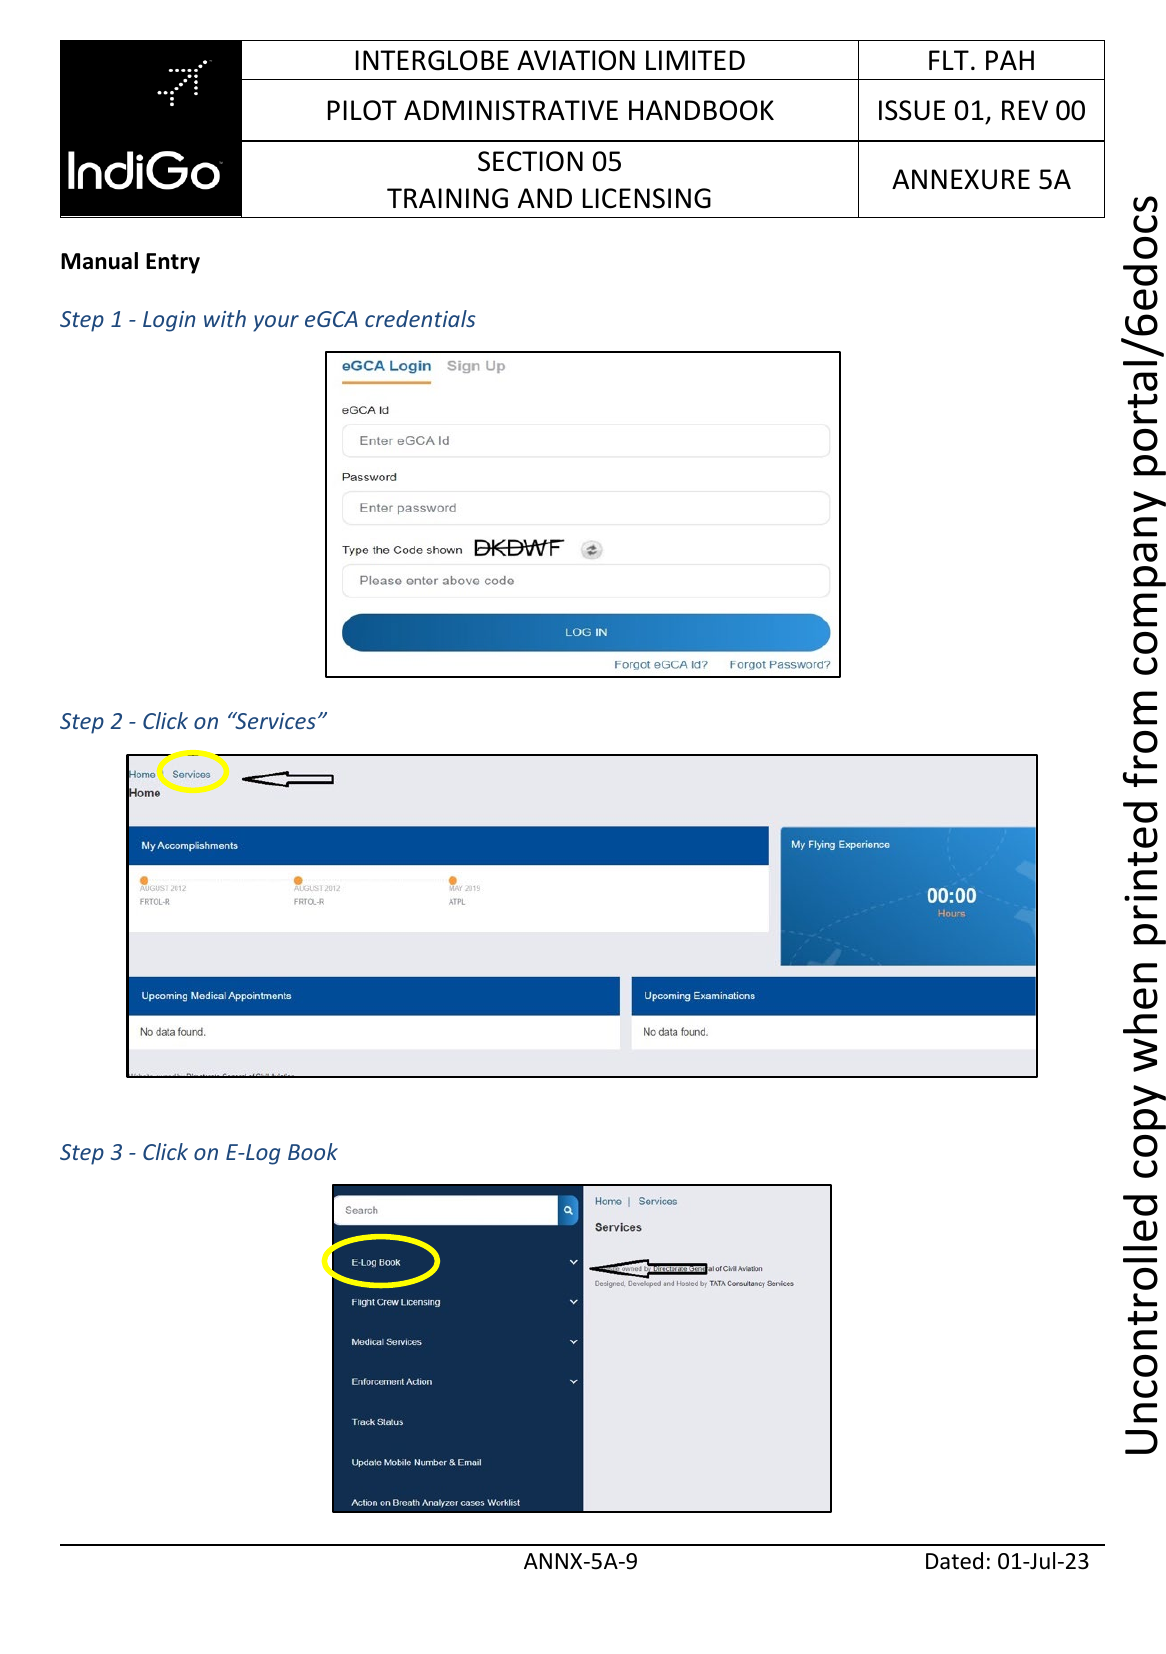 IndiGo
INTERGLOBE AVIATION LIMITED
FLT. PAH
PILOT ADMINISTRATIVE HANDBOOK
ISSUE 01, REV 00
SECTION 05
TRAINING AND LICENSING
ANNEXURE 5A
Manual Entry
Step 1 - Login with your eGCA credentials
eGCA Login Sign Up
eGCA Id
Enter eGCA Id
Password
Enter password
Type the Code shown DKDWF
Please enter above code
LOG IN
Forgot eGCA Id? Forgot Password?
Step 2 - Click on “Services”
Home | Services
Home
My Accomplishments
My Flying Experience
AUGUST 2012 AUGUST 2012 MAY 2019
FRTOL-R FRTOL-R ATPL
00:00
Hours
Upcoming Medical Appointments
Upcoming Examinations
No data found.
No data found.
Website owned by Directorate General of Civil Aviation
Step 3 - Click on E-Log Book
Search
Home | Services
Services
E-Log Book
owned by Directorate General of Civil Aviation
Designed, Developed and Hosted by TATA Consultancy Services
Flight Crew Licensing
Medical Services
Enforcement Action
Track Status
Update Mobile Number & Email
Action on Breath Analyzer cases Worklist
ANNX-5A-9
Dated: 01-Jul-23
Uncontrolled copy when printed from company portal/6edocs